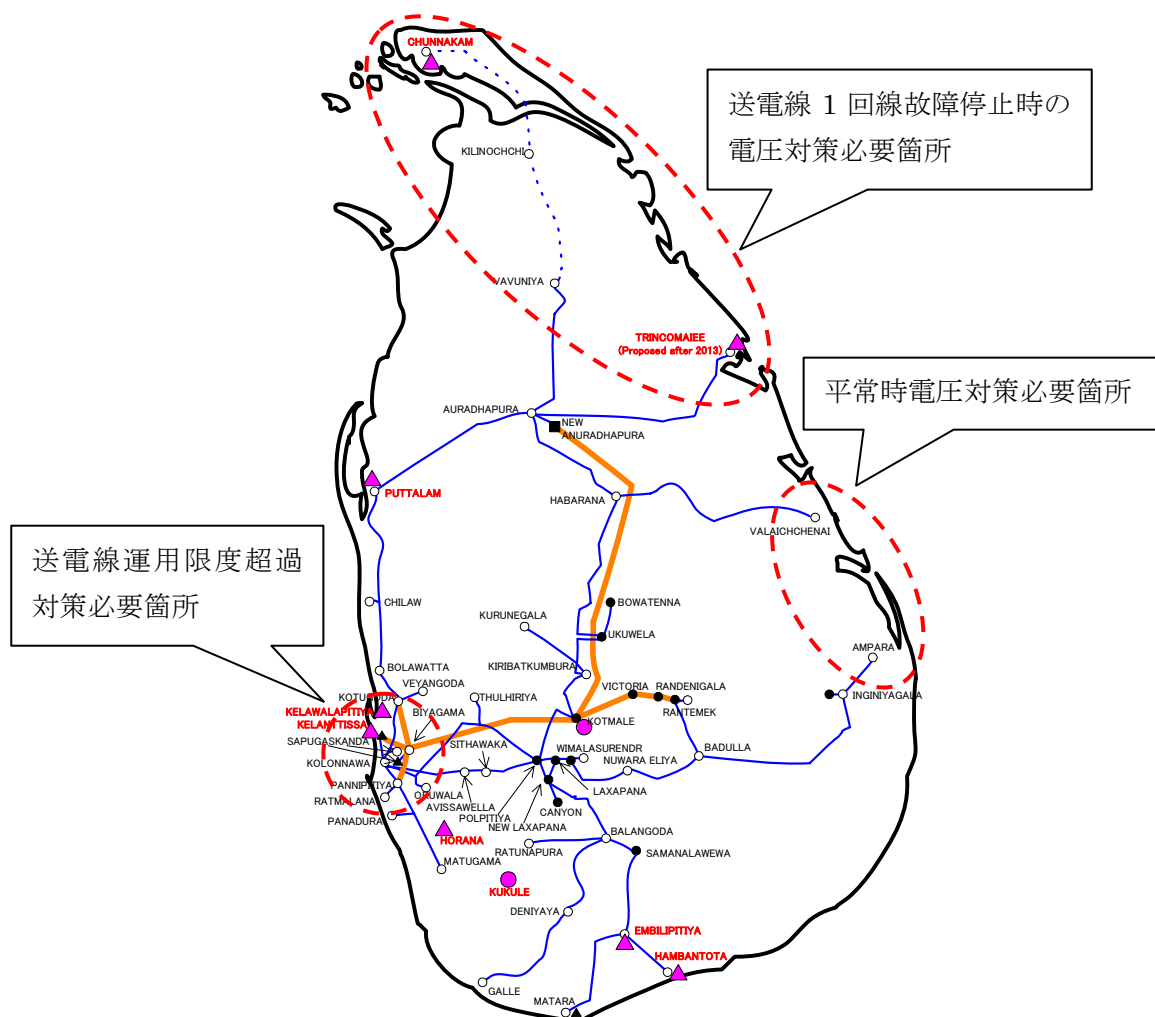 CHUNNAKAM
送電線 1 回線故障停止時の
電圧対策必要箇所
KILINOCHCHI
VAVUNIYA
TRINCOMAIEE
(Proposed after 2013)
平常時電圧対策必要箇所
AURADHAPURA
NEW
ANURADHAPURA
PUTTALAM
HABARANA
VALAICHCHENAI
送電線運用限度超過
対策必要箇所
CHILAW
BOWATENNA
KURUNEGALA
UKUWELA
AMPARA
BOLAWATTA
KIRIBATKUMBURA
VEYANGODA
VICTORIA
RANDENIGALA
INGINIYAGALA
KOTUGODA
THULHIRIYA
RANTEMEK
KELAWALAPITIYA
BIYAGAMA
KOTMALE
KELANITISSA
SAPUGASKANDA
SITHAWAKA
WIMALASURENDR
KOLONNAWA
NUWARA ELIYA
BADULLA
PANNIPITIYA
ORUWALA
LAXAPANA
RATMALANA
AVISSAWELLA
CANYON
PANADURA
POLPITIYA
NEW LAXAPANA
HORANA
BALANGODA
RATUNAPURA
SAMANALAWEWA
MATUGAMA
KUKULE
DENIYAYA
EMBILIPITIYA
HAMBANTOTA
GALLE
MATARA